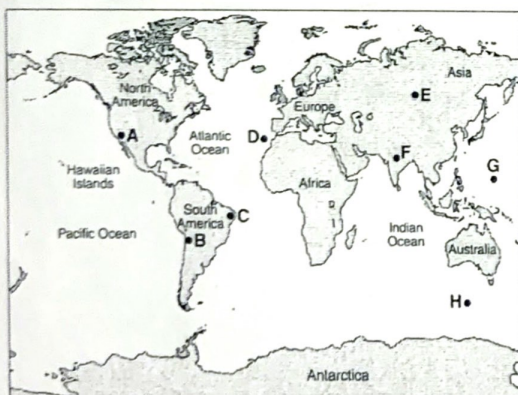 Asia
North
America
E
Europe
A
Atlantic
Ocean
D
F
Hawaiian
Islands
G
Africa
South
America
C
Pacific Ocean
B
Indian
Ocean
Australia
H
Antarctica